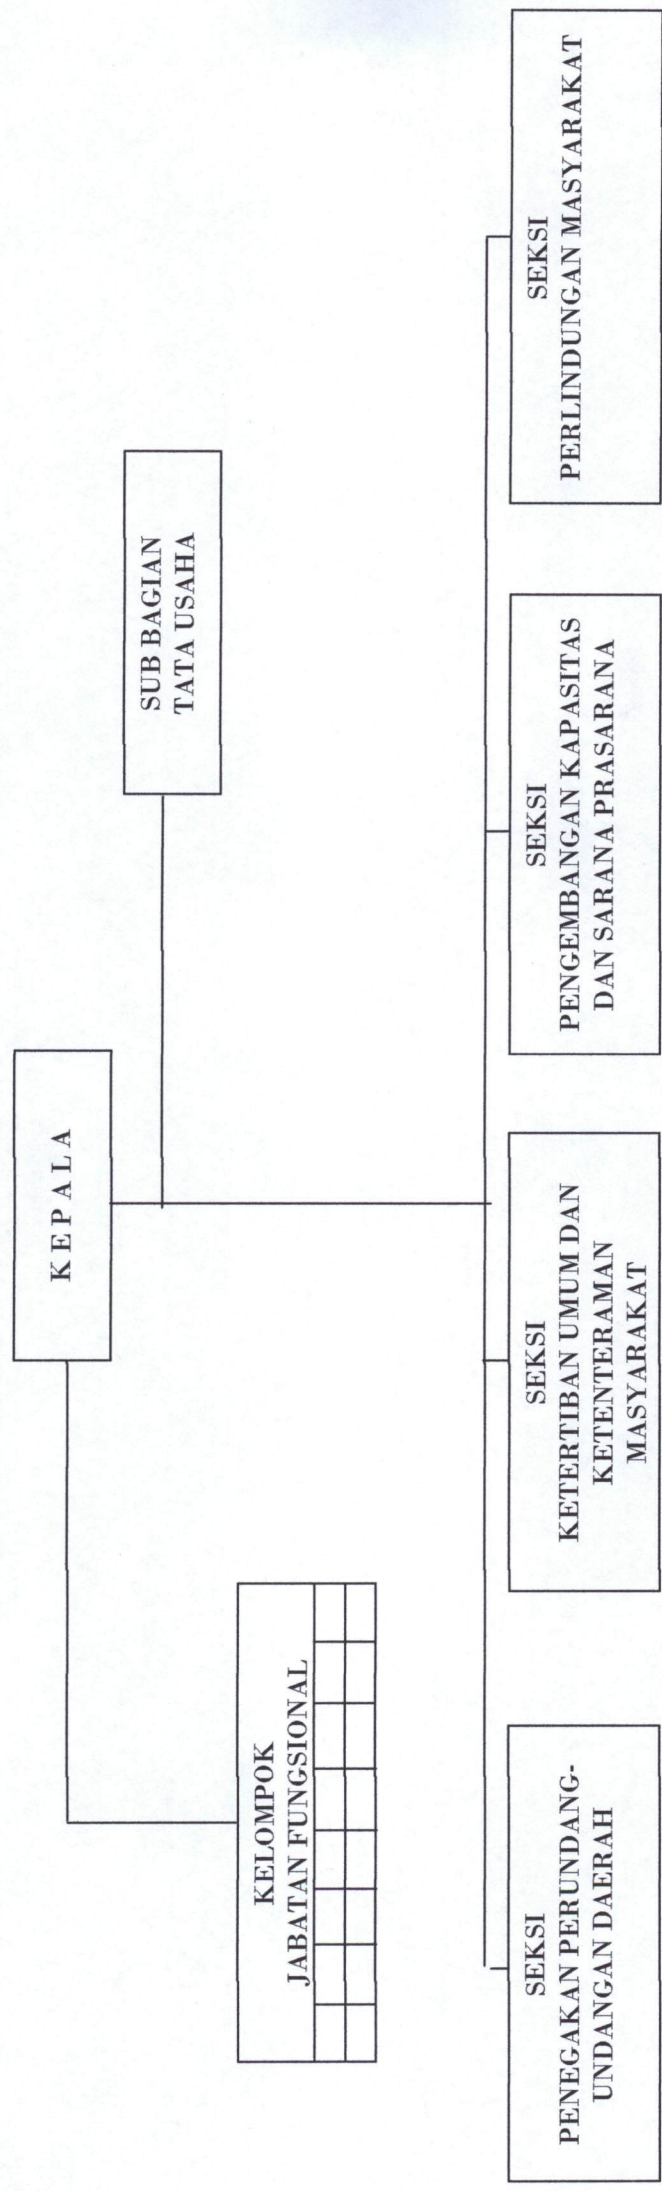 K E P A L A
SUB BAGIAN
TATA USAHA
KELOMPOK
JABATAN FUNGSIONAL
SEKSI
PENEGAKAN PERUNDANG-
UNDANGAN DAERAH
SEKSI
KETERTIBAN UMUM DAN
KETENTERAMAN
MASYARAKAT
SEKSI
PENGEMBANGAN KAPASITAS
DAN SARANA PRASARANA
SEKSI
PERLINDUNGAN MASYARAKAT